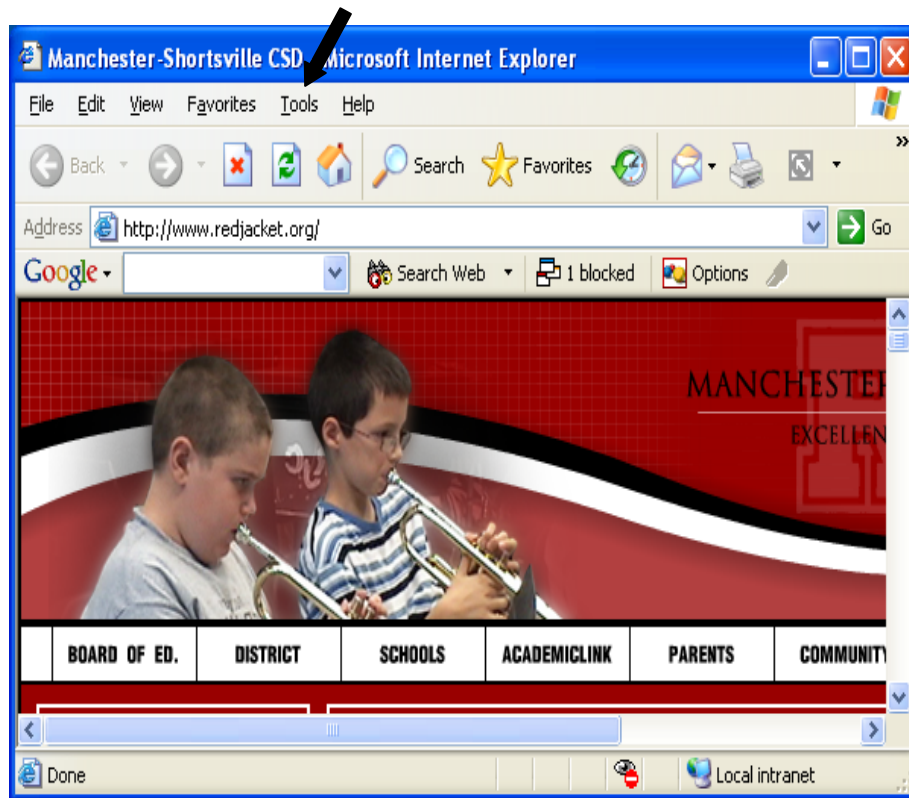 Manchester-Shortsville CSD - Microsoft Internet Explorer
File Edit View Favorites Tools Help
Back Search Favorites »
Address http://www.redjacket.org/ Go
Google Search Web 1 blocked Options
MANCHESTER
EXCELLEN
BOARD OF ED. DISTRICT SCHOOLS ACADEMICLINK PARENTS COMMUNITY
Done Local intranet